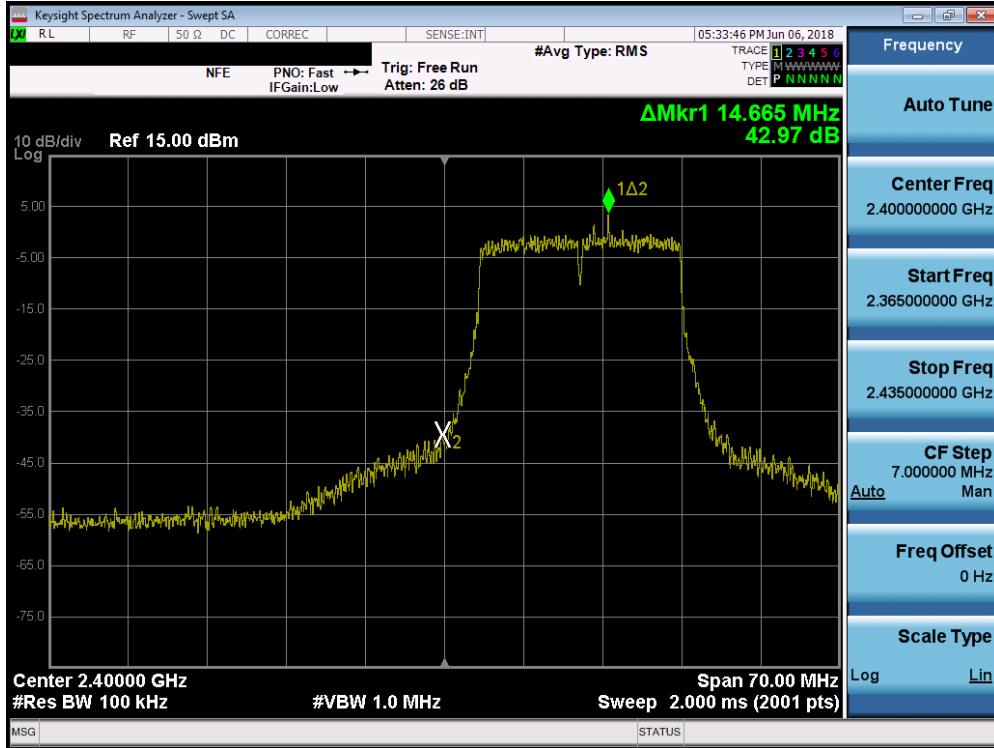 Keysight Spectrum Analyzer - Swept SA
LXI RL RF 50 Ω DC CORREC SENSE:INT 05:33:46 PM Jun 06, 2018
#Avg Type: RMS
TRACE 1 2 3 4 5 6
TYPE M WWWWW
DET P N N N N N
NFE PNO: Fast Trig: Free Run
IFGain:Low Atten: 26 dB
ΔMkr1 14.665 MHz
42.97 dB
10 dB/div Ref 15.00 dBm
Log
1Δ2
5.00
-5.00
-15.0
-25.0
-35.0
X2
-45.0
-55.0
-65.0
-75.0
Center 2.40000 GHz Span 70.00 MHz
#Res BW 100 kHz #VBW 1.0 MHz Sweep 2.000 ms (2001 pts)
MSG STATUS
Frequency
Auto Tune
Center Freq
2.400000000 GHz
Start Freq
2.365000000 GHz
Stop Freq
2.435000000 GHz
CF Step
7.000000 MHz
Auto Man
Freq Offset
0 Hz
Scale Type
Log Lin